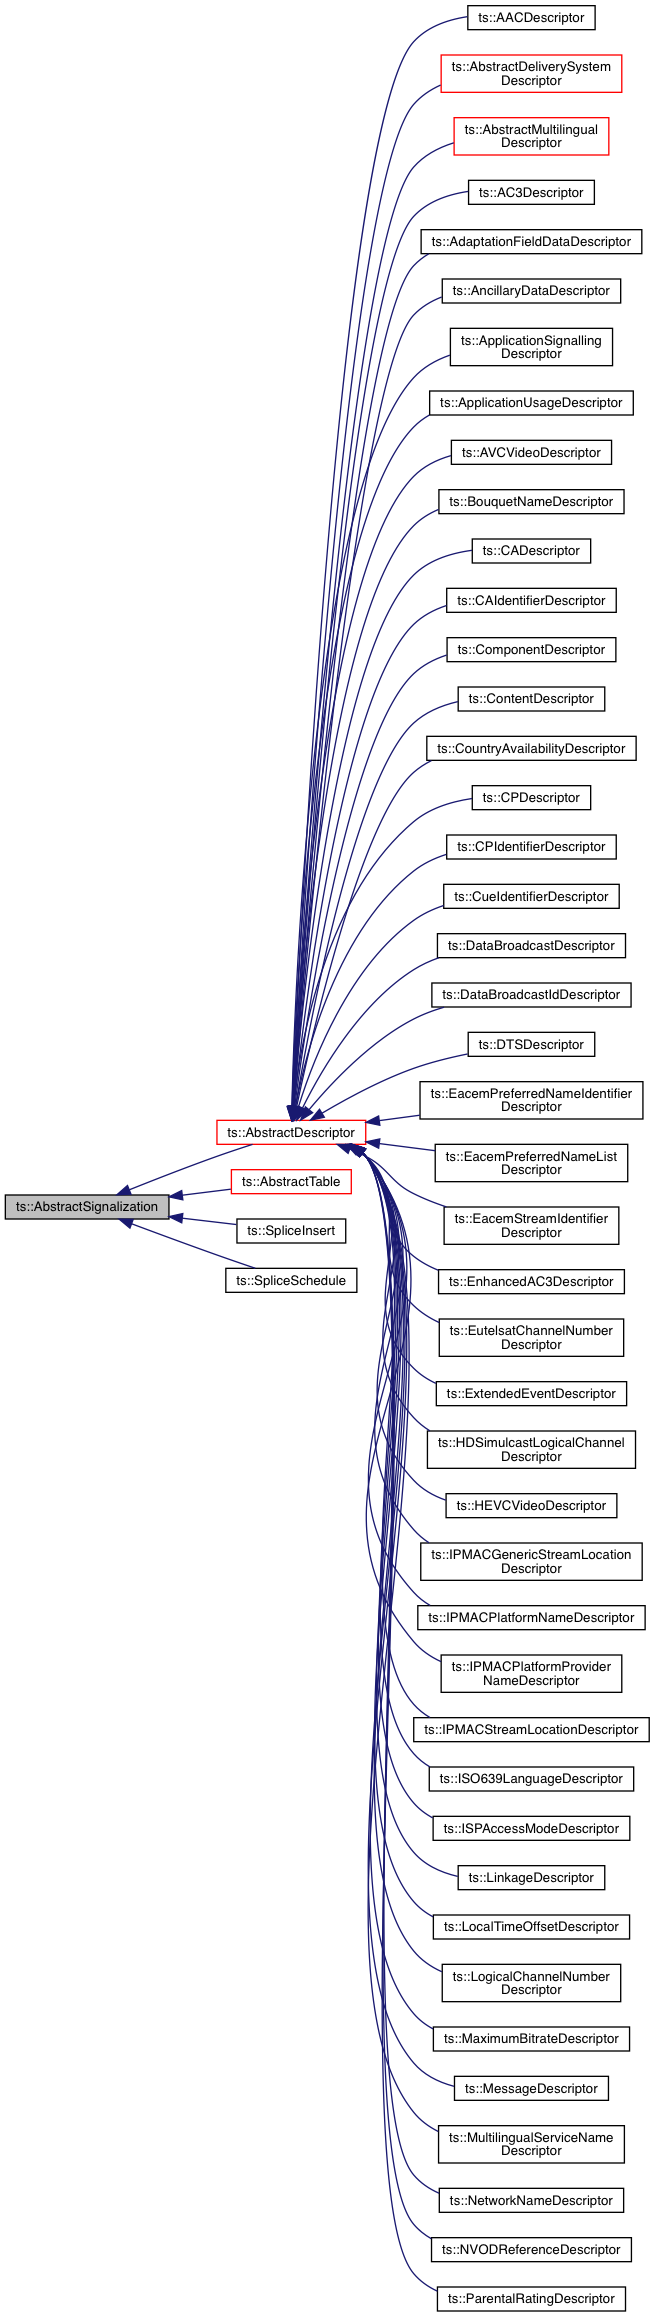 ts::AACDescriptor
ts::AbstractDeliverySystem
Descriptor
ts::AbstractMultilingual
Descriptor
ts::AC3Descriptor
ts::AdaptationFieldDataDescriptor
ts::AncillaryDataDescriptor
ts::ApplicationSignalling
Descriptor
ts::ApplicationUsageDescriptor
ts::AVCVideoDescriptor
ts::BouquetNameDescriptor
ts::CADescriptor
ts::CAIdentifierDescriptor
ts::ComponentDescriptor
ts::ContentDescriptor
ts::CountryAvailabilityDescriptor
ts::CPDescriptor
ts::CPIdentifierDescriptor
ts::CueIdentifierDescriptor
ts::DataBroadcastDescriptor
ts::DataBroadcastIdDescriptor
ts::DTSDescriptor
ts::EacemPreferredNameIdentifier
Descriptor
ts::AbstractDescriptor
ts::EacemPreferredNameList
Descriptor
ts::AbstractTable
ts::AbstractSignalization
ts::EacemStreamIdentifier
Descriptor
ts::SpliceInsert
ts::SpliceSchedule
ts::EnhancedAC3Descriptor
ts::EutelsatChannelNumber
Descriptor
ts::ExtendedEventDescriptor
ts::HDSimulcastLogicalChannel
Descriptor
ts::HEVCVideoDescriptor
ts::IPMACGenericStreamLocation
Descriptor
ts::IPMACPlatformNameDescriptor
ts::IPMACPlatformProvider
NameDescriptor
ts::IPMACStreamLocationDescriptor
ts::ISO639LanguageDescriptor
ts::ISPAccessModeDescriptor
ts::LinkageDescriptor
ts::LocalTimeOffsetDescriptor
ts::LogicalChannelNumber
Descriptor
ts::MaximumBitrateDescriptor
ts::MessageDescriptor
ts::MultilingualServiceName
Descriptor
ts::NetworkNameDescriptor
ts::NVODReferenceDescriptor
ts::ParentalRatingDescriptor